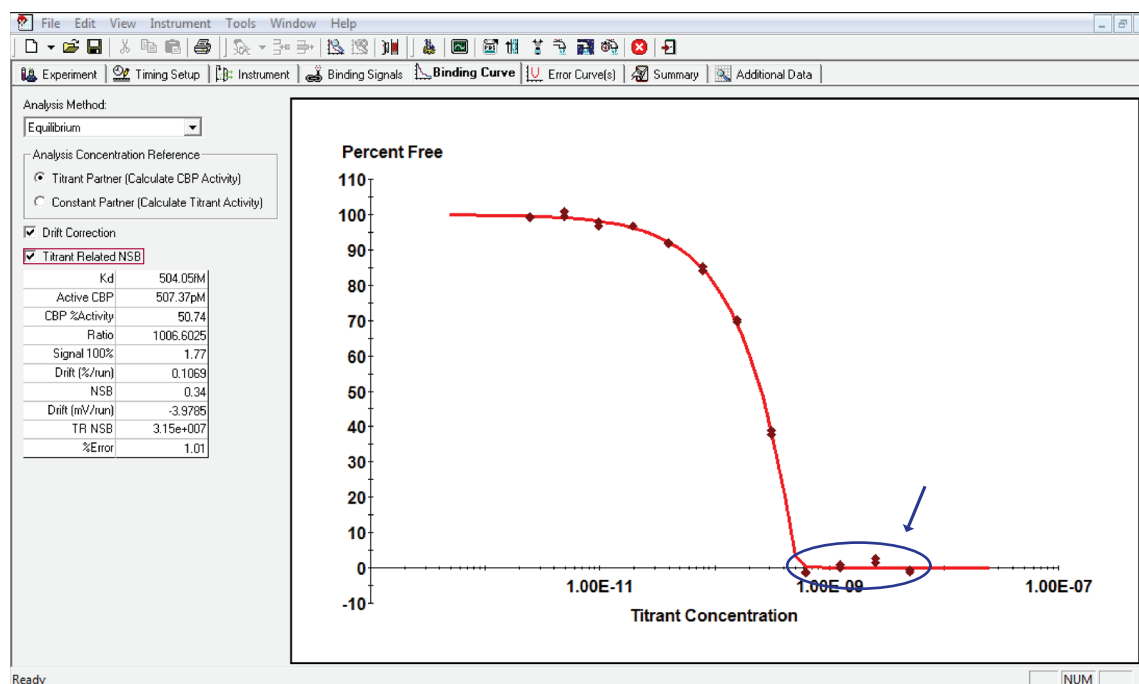 File Edit View Instrument Tools Window Help
Experiment Timing Setup Instrument Binding Signals Binding Curve Error Curve(s) Summary Additional Data
Analysis Method:
Equilibrium
Analysis Concentration Reference
Titrant Partner (Calculate CBP Activity)
Constant Partner (Calculate Titrant Activity)
Drift Correction
Titrant Related NSB
Kd 504.05fM
Active CBP 507.37pM
CBP %Activity 50.74
Ratio 1006.6025
Signal 100% 1.77
Drift (%/run) 0.1069
NSB 0.34
Drift (mV/run) -3.9785
TR NSB 3.15e+007
%Error 1.01
Percent Free
110
100
90
80
70
60
50
40
30
20
10
0
-10
1.00E-11 1.00E-09 1.00E-07
Titrant Concentration
Ready NUM